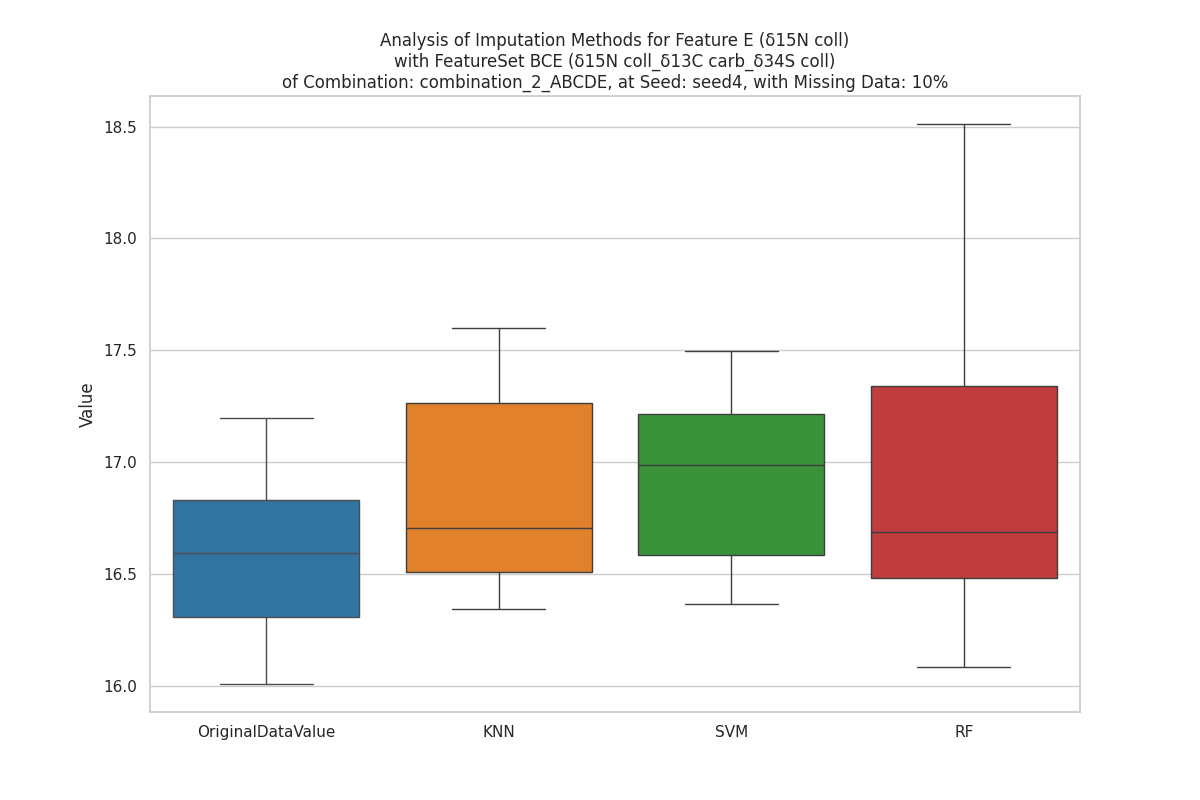 Analysis of Imputation Methods for Feature E (δ15N coll)
with FeatureSet BCE (δ15N coll_δ13C carb_δ34S coll)
of Combination: combination_2_ABCDE, at Seed: seed4, with Missing Data: 10%
18.5
18.0
17.5
17.0
16.5
16.0
Value
OriginalDataValue
KNN
SVM
RF